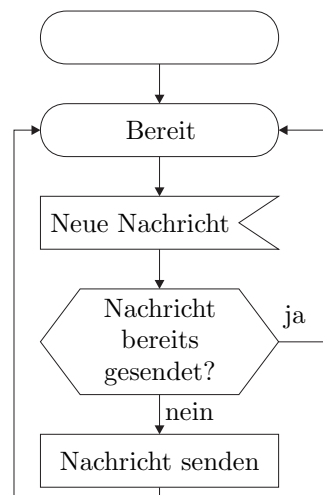 Bereit
Neue Nachricht
Nachricht
bereits
gesendet?
ja
nein
Nachricht senden